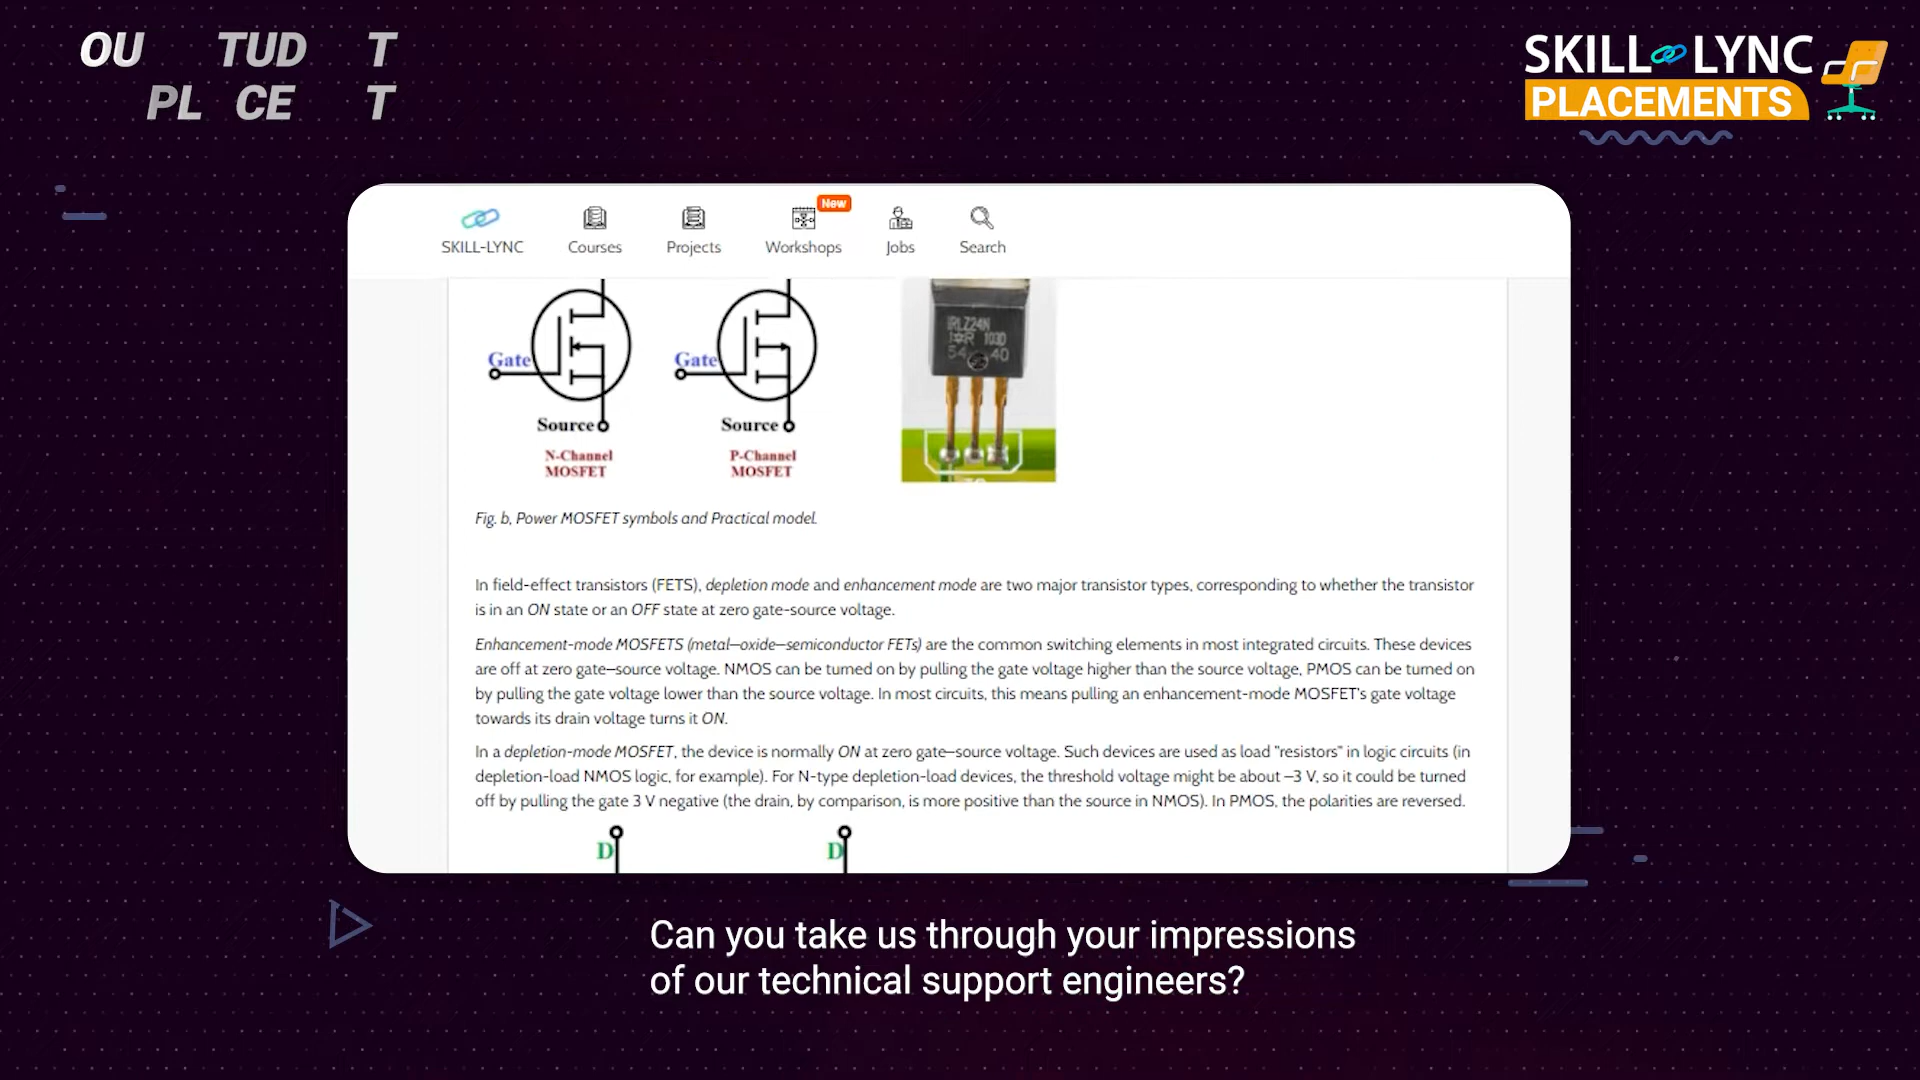 OU TUD T
PL CE T
SKILL LYNC
PLACEMENTS
New
SKILL-LYNC
Courses
Projects
Workshops
Jobs
Search
Gate
Gate
IRLZ24N
103D
54 40
Source
Source
N-Channel
MOSFET
P-Channel
MOSFET
Fig. b, Power MOSFET symbols and Practical model.
In field-effect transistors (FETS), depletion mode and enhancement mode are two major transistor types, corresponding to whether the transistor
is in an ON state or an OFF state at zero gate-source voltage.
Enhancement-mode MOSFETS (metal–oxide–semiconductor FETs) are the common switching elements in most integrated circuits. These devices
are off at zero gate–source voltage. NMOS can be turned on by pulling the gate voltage higher than the source voltage, PMOS can be turned on
by pulling the gate voltage lower than the source voltage. In most circuits, this means pulling an enhancement-mode MOSFET's gate voltage
towards its drain voltage turns it ON.
In a depletion-mode MOSFET, the device is normally ON at zero gate–source voltage. Such devices are used as load "resistors" in logic circuits (in
depletion-load NMOS logic, for example). For N-type depletion-load devices, the threshold voltage might be about –3 V, so it could be turned
off by pulling the gate 3 V negative (the drain, by comparison, is more positive than the source in NMOS). In PMOS, the polarities are reversed.
D
D
Can you take us through your impressions
of our technical support engineers?